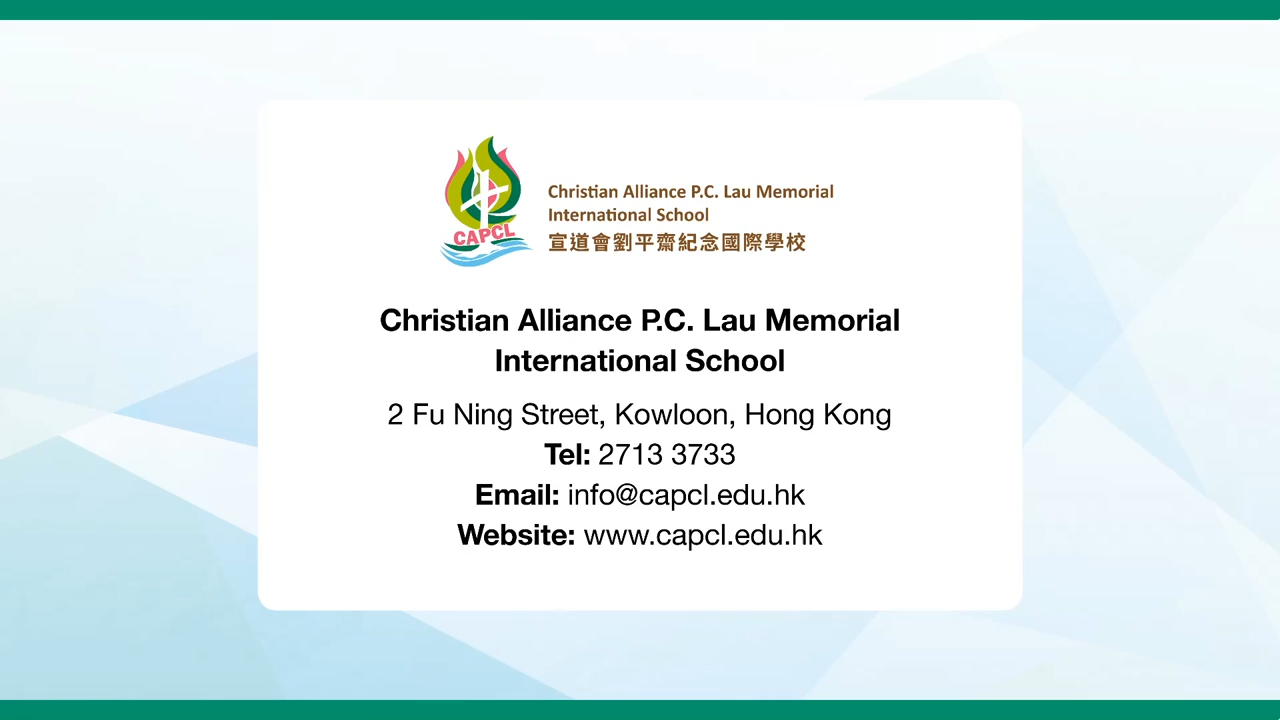 CAPCL
Christian Alliance P.C. Lau Memorial
International School
宣道會劉平齋紀念國際學校
Christian Alliance P.C. Lau Memorial
International School
2 Fu Ning Street, Kowloon, Hong Kong
Tel: 2713 3733
Email: info@capcl.edu.hk
Website: www.capcl.edu.hk